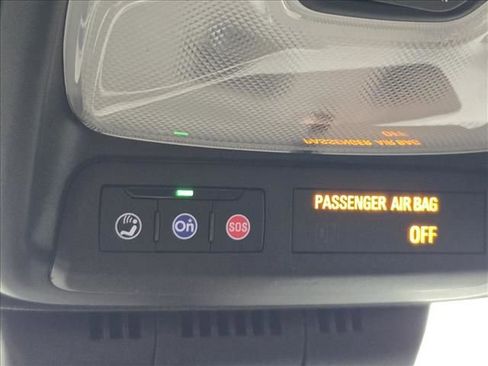 PASSENGER AIR BAG
OFF
On
SOS